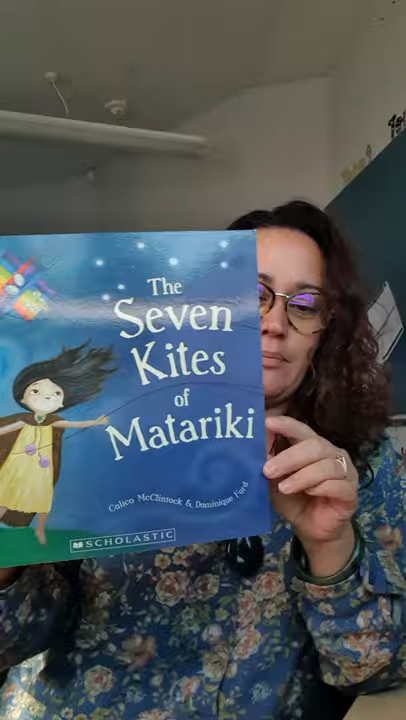 The
Seven
Kites
of
Matariki
Calico McClintock & Dominique Ford
SCHOLASTIC